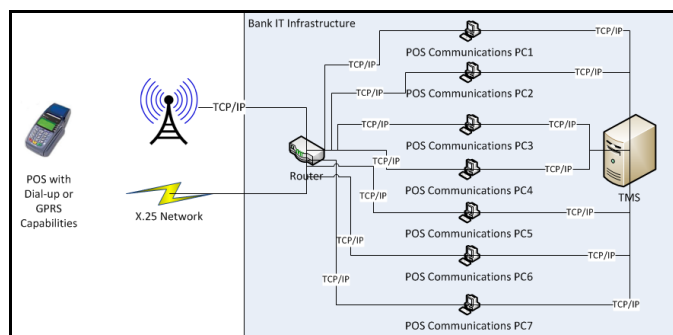 Bank IT Infrastructure
TCP/IP
POS Communications PC1
TCP/IP
TCP/IP
POS Communications PC2
TCP/IP
TCP/IP
TCP/IP
POS Communications PC3
TCP/IP
Router
TCP/IP
POS Communications PC4
TCP/IP
TMS
POS with
Dial-up or
GPRS
Capabilities
X.25 Network
TCP/IP
POS Communications PC5
TCP/IP
TCP/IP
POS Communications PC6
TCP/IP
TCP/IP
POS Communications PC7
TCP/IP